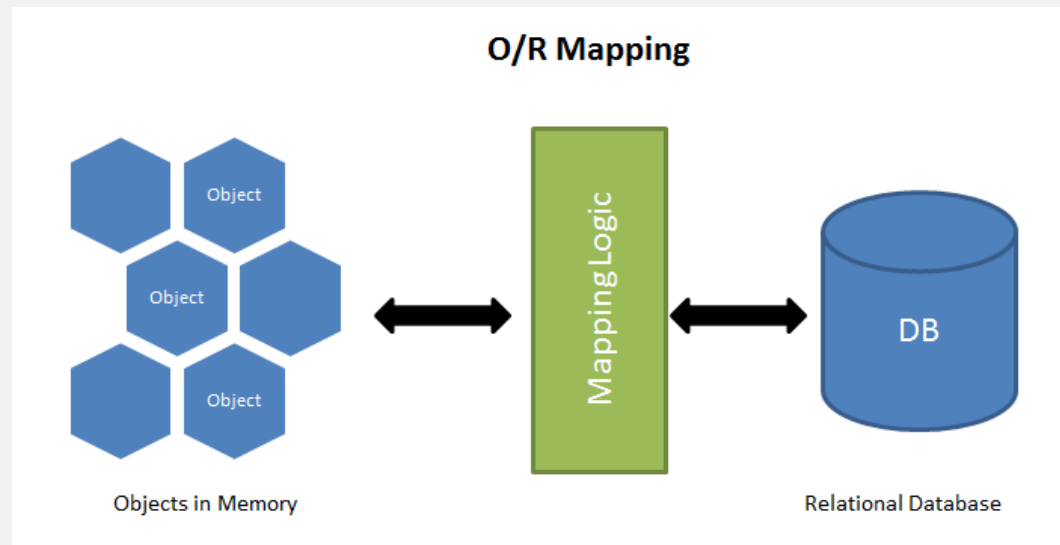 O/R Mapping
Object
Object
Object
Mapping Logic
DB
Objects in Memory
Relational Database